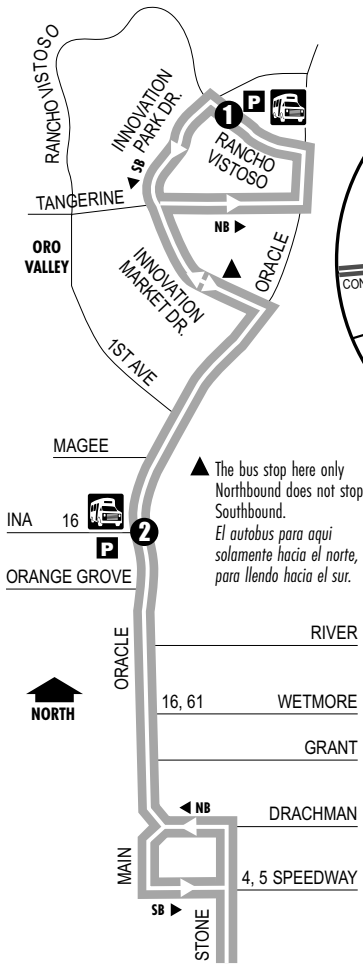 RANCHO VISTOSO
INNOVATION
PARK DR.
1
P
RANCHO
VISTOSO
SB
TANGERINE
NB
ORO
VALLEY
INNOVATION
MARKET DR.
ORACLE
CON
1ST AVE
MAGEE
The bus stop here only
Northbound does not stop
Southbound.
El autobus para aqui
solamente hacia el norte,
para llendo hacia el sur.
INA 16
P
2
ORANGE GROVE
ORACLE
RIVER
NORTH
16, 61 WETMORE
GRANT
NB
DRACHMAN
MAIN
4, 5 SPEEDWAY
SB
STONE